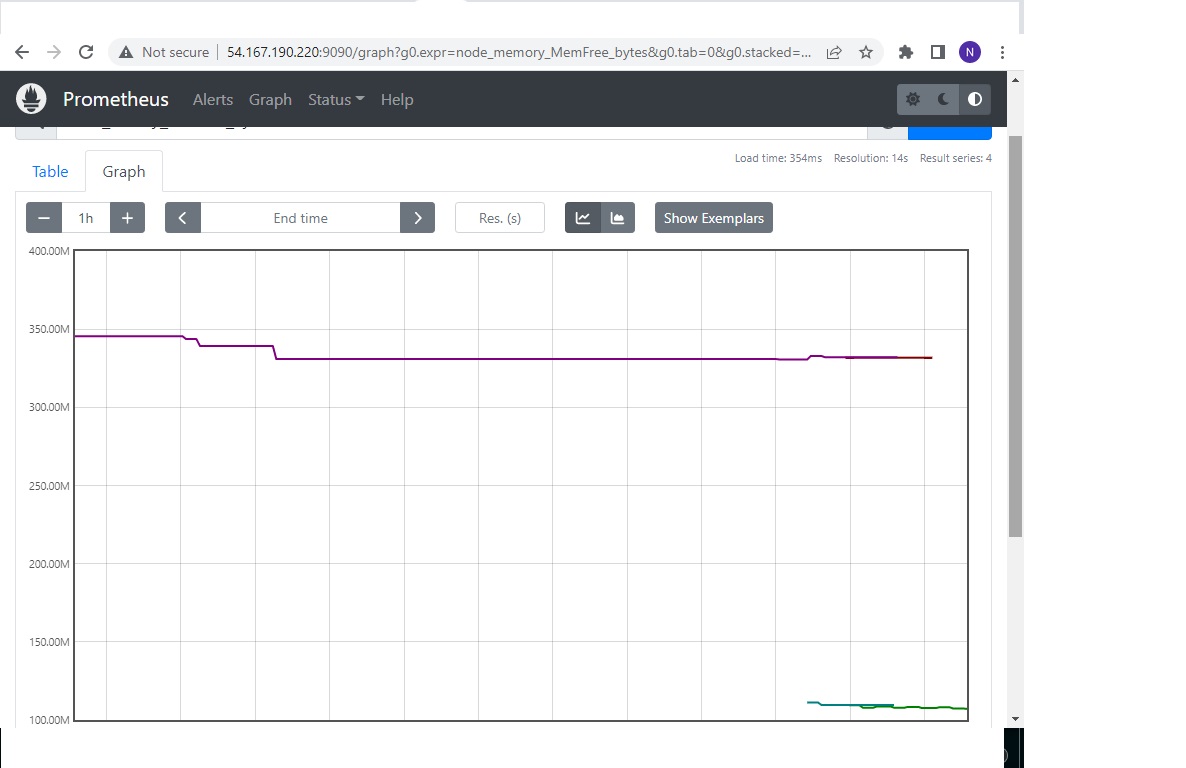 Not secure 54.167.190.220:9090/graph?g0.expr=node_memory_MemFree_bytes&g0.tab=0&g0.stacked=... N
Prometheus Alerts Graph Status Help
Load time: 354ms Resolution: 14s Result series: 4
Table Graph
− 1h + End time Res. (s) Show Exemplars
400.00M
350.00M
300.00M
250.00M
200.00M
150.00M
100.00M